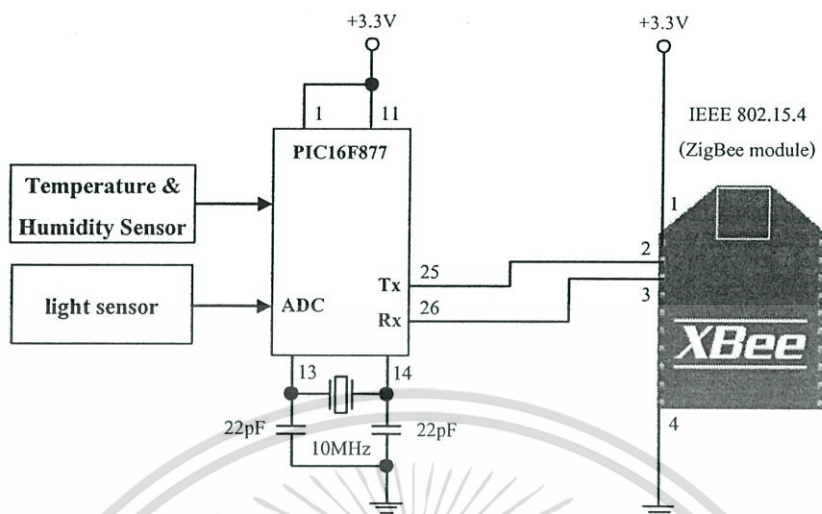 +3.3V
+3.3V
1
11
IEEE 802.15.4
(ZigBee module)
PIC16F877
Temperature &
Humidity Sensor
1
2
Tx
25
3
light sensor
ADC
Rx
26
XBee
13
14
4
22pF
10MHz
22pF